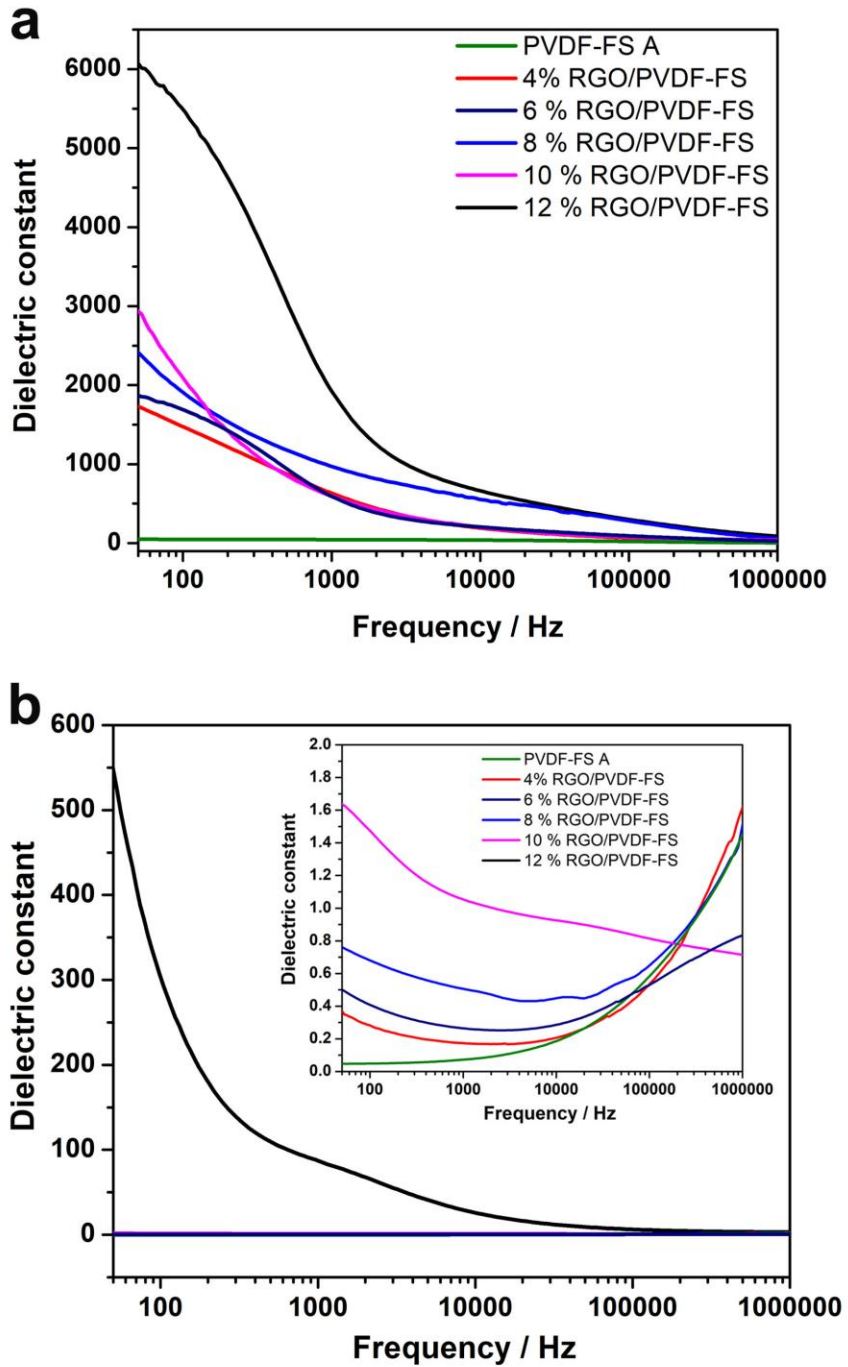 a
PVDF-FS A
4% RGO/PVDF-FS
6 % RGO/PVDF-FS
8 % RGO/PVDF-FS
10 % RGO/PVDF-FS
12 % RGO/PVDF-FS
6000
5000
4000
3000
2000
1000
0
Dielectric constant
100 1000 10000 100000 1000000
Frequency / Hz
b
600
500
400
300
200
100
0
Dielectric constant
2.0
1.8
1.6
1.4
1.2
1.0
0.8
0.6
0.4
0.2
0.0
Dielectric constant
PVDF-FS A
4% RGO/PVDF-FS
6 % RGO/PVDF-FS
8 % RGO/PVDF-FS
10 % RGO/PVDF-FS
12 % RGO/PVDF-FS
100 1000 10000 100000 1000000
Frequency / Hz
100 1000 10000 100000 1000000
Frequency / Hz